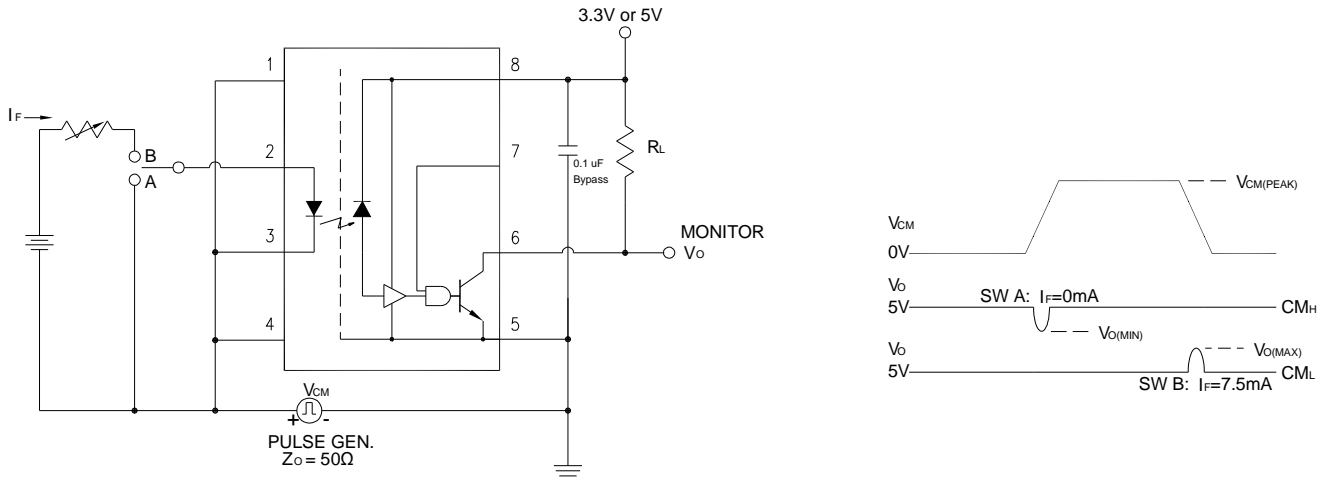 3.3V or 5V
1
8
IF
B
A
2
7
0.1 uF
Bypass
RL
3
6
MONITOR
VO
4
5
VCM
+ -
PULSE GEN.
ZO = 50Ω
VCM(PEAK)
VCM
0V
VO
5V
SW A: IF=0mA
CMH
VO(MIN)
VO
5V
VO(MAX)
CML
SW B: IF=7.5mA